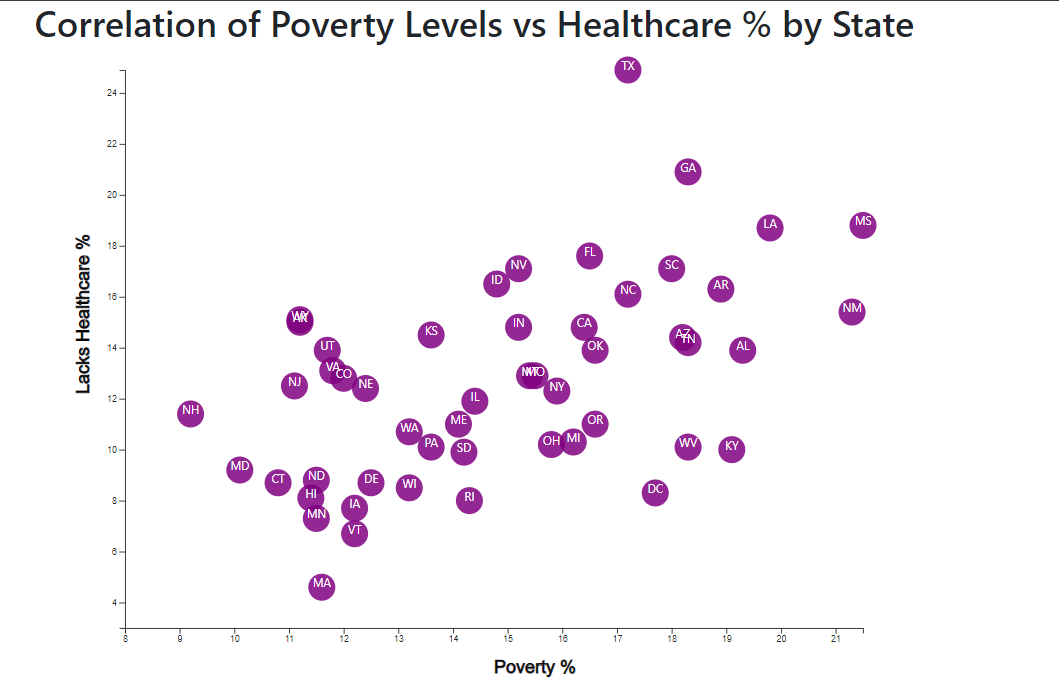 Correlation of Poverty Levels vs Healthcare % by State
TX
24
22
GA
20
LA
MS
18
FL
NV
SC
ID
AR
NC
16
NM
WY
AK
IN
CA
KS
AZ
TN
14
UT
OK
AL
VA
CO
MT
MO
NJ
NE
NY
12
IL
NH
ME
OR
WA
MI
OH
PA
WV
KY
10
SD
MD
ND
CT
DE
WI
DC
HI
8
RI
IA
MN
VT
6
MA
4
Lacks Healthcare %
8
9
10
11
12
13
14
15
16
17
18
19
20
21
Poverty %